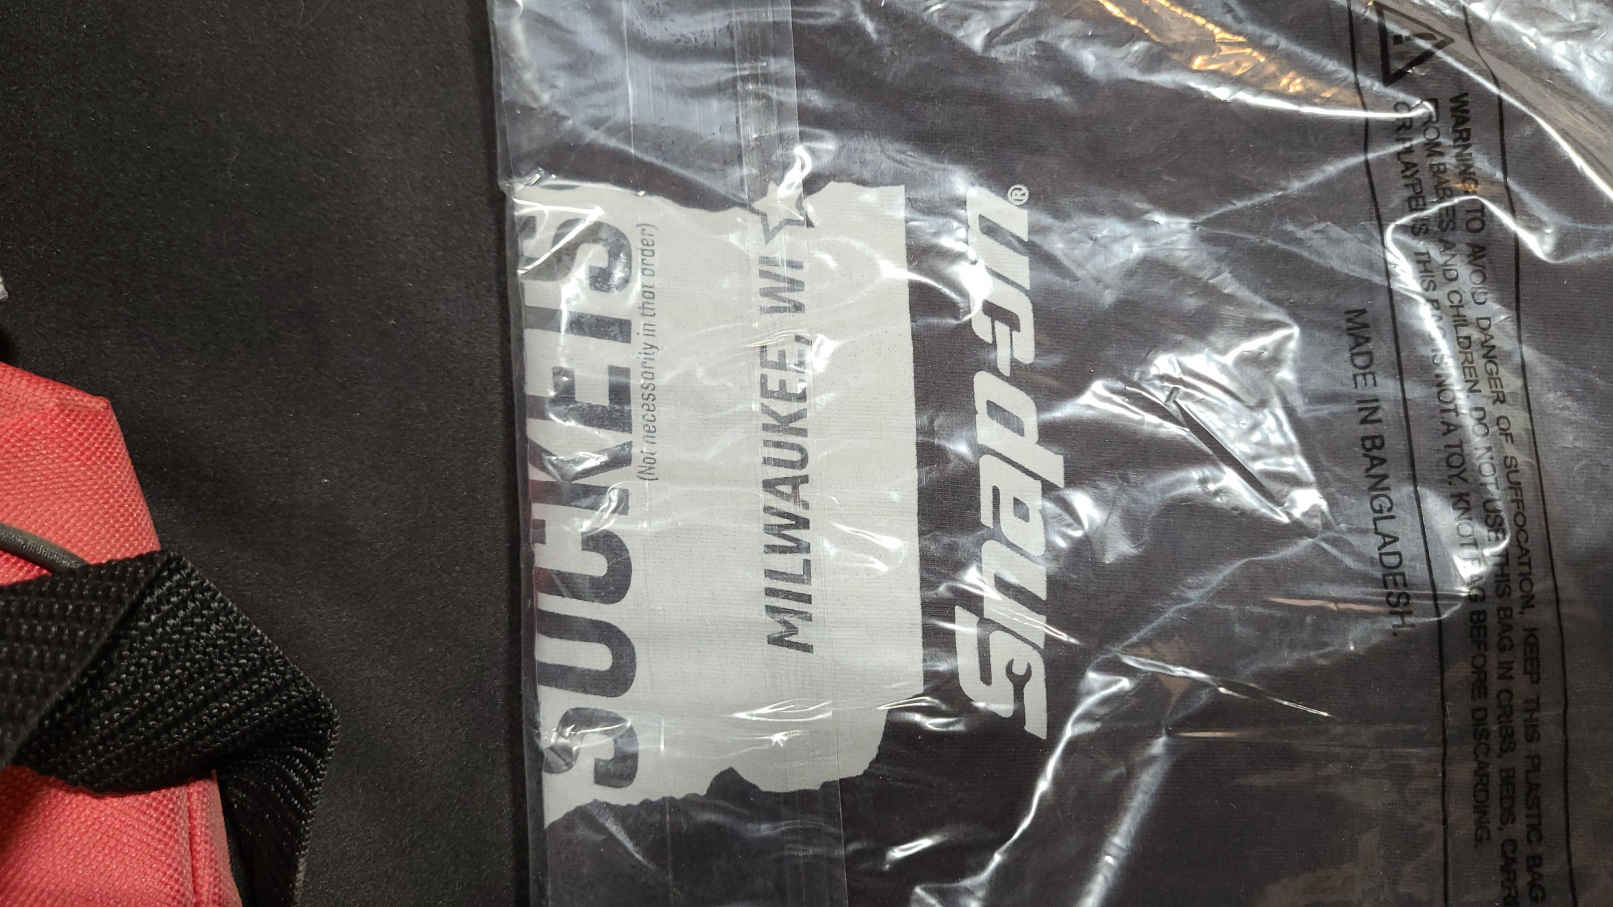 SOCKETS
(Not necessarily in that order)
MILWAUKEE, WI
Snap-on®
WARNING: TO AVOID DANGER OF SUFFOCATION, KEEP THIS PLASTIC BAG
FROM BABIES AND CHILDREN. DO NOT USE THIS BAG IN CRIBS, BEDS,
OR PLAYPENS. THIS BAG IS NOT A TOY. KNOT BAG BEFORE DISCARDING.
MADE IN BANGLADESH.